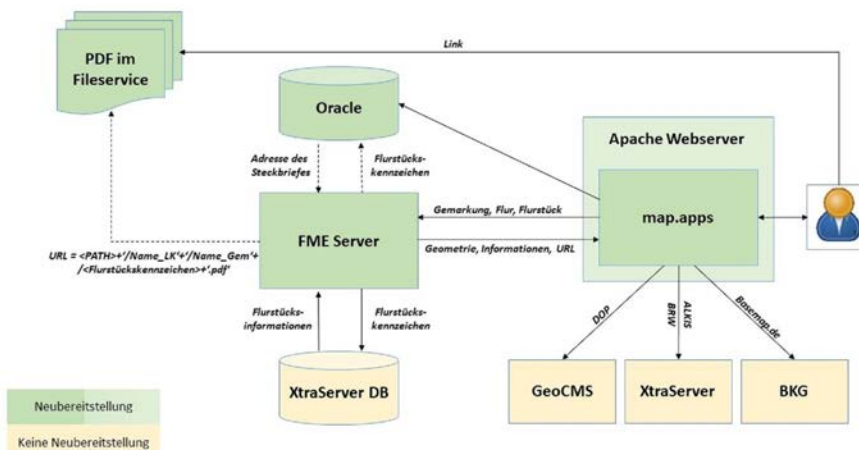 Link
PDF im
Fileservice
Oracle
Apache Webserver
Adresse des
Steckbriefes
Flurstücks-
kennzeichen
map.apps
Gemarkung, Flur, Flurstück
FME Server
Geometrie, Informationen, URL
URL = <PATH>+'/Name_LK'+'/Name_Gem'+
/<Flurstückskennzeichen>+'.pdf'
Flurstücks-
informationen
Flurstücks-
kennzeichen
DOP
ALKIS
BRW
Basemap.de
XtraServer DB
GeoCMS
XtraServer
BKG
Neubereitstellung
Keine Neubereitstellung